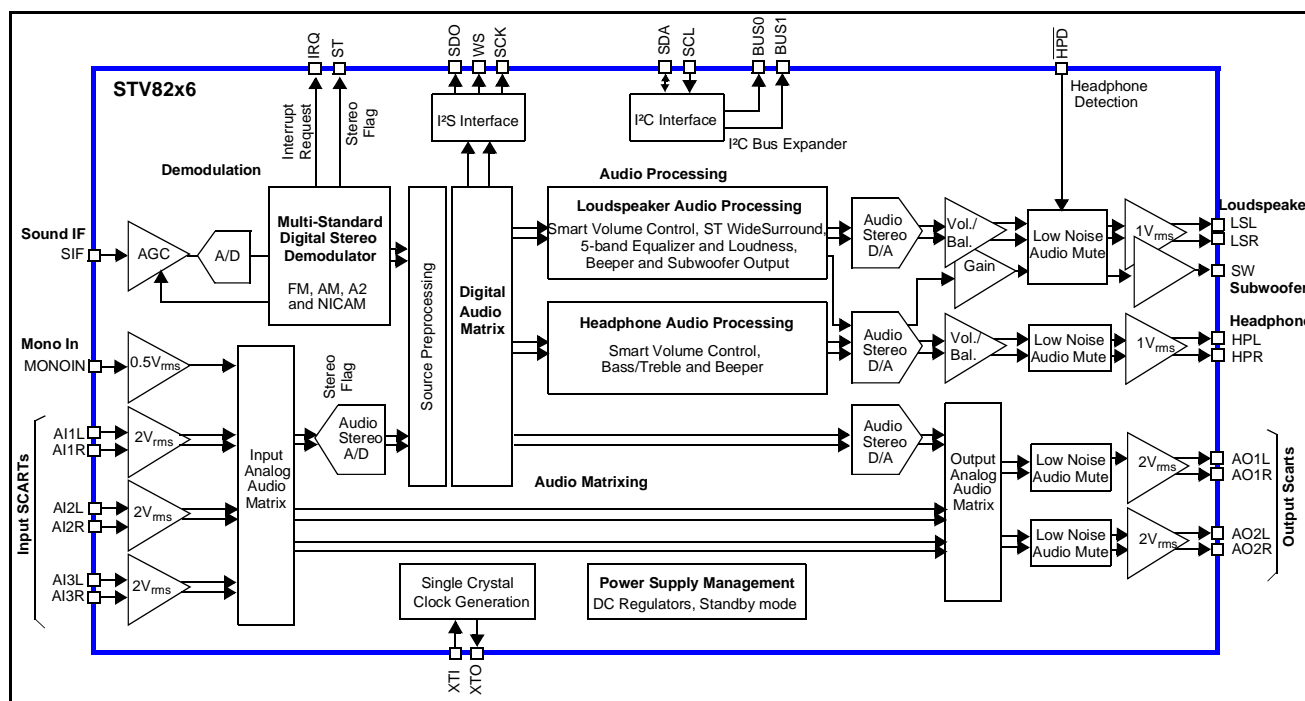 IRQ
ST
SDO
WS
SCK
SDA
SCL
BUS0
BUS1
HPD
STV82x6
Interrupt
Request
Stereo
Flag
I²S Interface
I²C Interface
I²C Bus Expander
Headphone
Detection
Demodulation
Audio Processing
Multi-Standard
Digital Stereo
Demodulator
FM, AM, A2
and NICAM
Sound IF
SIF
AGC
A/D
Source Preprocessing
Digital
Audio
Matrix
Loudspeaker Audio Processing
Smart Volume Control, ST WideSurround,
5-band Equalizer and Loudness,
Beeper and Subwoofer Output
Audio
Stereo
D/A
Vol./
Bal.
Gain
Low Noise
Audio Mute
1Vrms
Loudspeaker
LSL
LSR
SW
Subwoofer
Headphone Audio Processing
Smart Volume Control,
Bass/Treble and Beeper
Audio
Stereo
D/A
Vol./
Bal.
Low Noise
Audio Mute
1Vrms
Headphone
HPL
HPR
Mono In
MONOIN
0.5Vrms
Input SCARTs
AI1L
AI1R
2Vrms
AI2L
AI2R
2Vrms
AI3L
AI3R
2Vrms
Input
Analog
Audio
Matrix
Stereo
Flag
Audio
Stereo
A/D
Audio Matrixing
Audio
Stereo
D/A
Output
Analog
Audio
Matrix
Low Noise
Audio Mute
2Vrms
AO1L
AO1R
Low Noise
Audio Mute
2Vrms
AO2L
AO2R
Output Scarts
Single Crystal
Clock Generation
Power Supply Management
DC Regulators, Standby mode
XTI
XTO